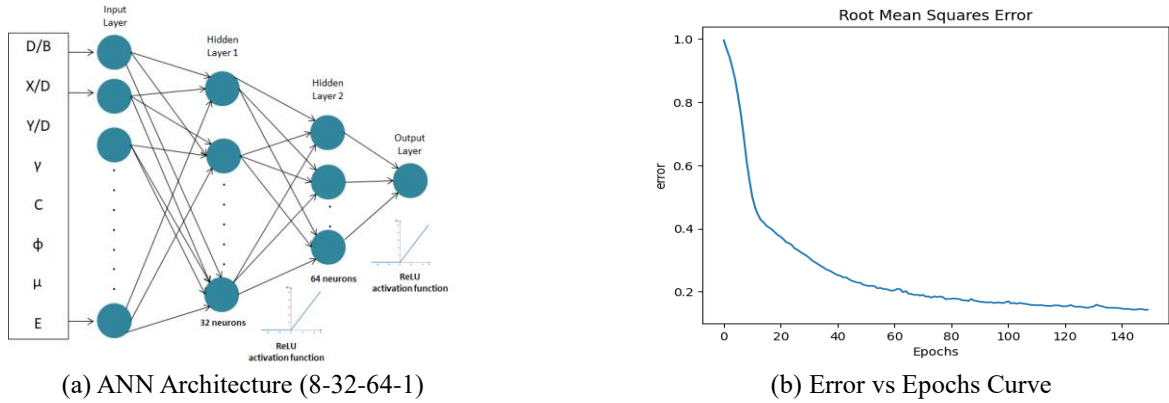 Input
Layer
D/B
X/D
Y/D
γ
C
ϕ
μ
E
Hidden
Layer 1
32 neurons
ReLU
activation function
Hidden
Layer 2
64 neurons
ReLU
activation function
Output
Layer
(a) ANN Architecture (8-32-64-1)
Root Mean Squares Error
error
1.0
0.8
0.6
0.4
0.2
0
20
40
60
80
100
120
140
Epochs
(b) Error vs Epochs Curve